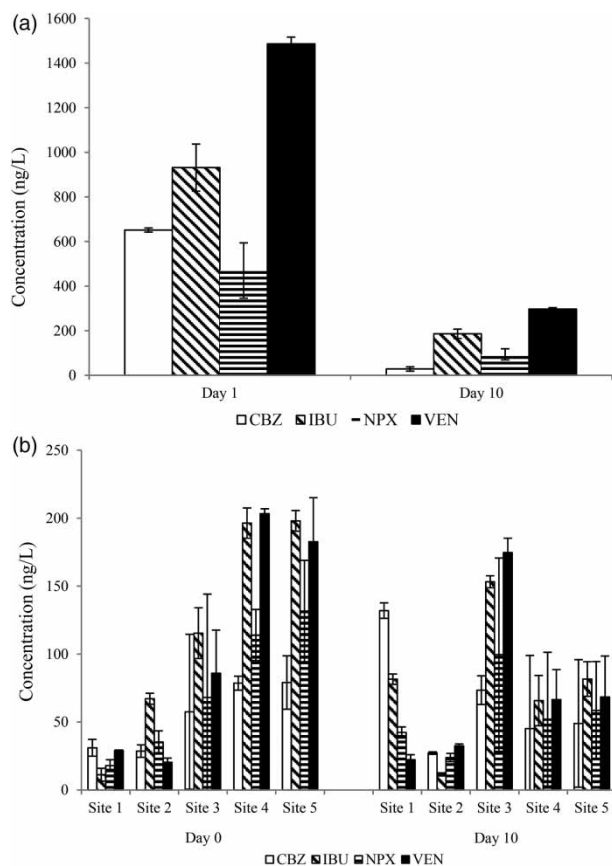 (a)
1600
1400
1200
1000
800
600
400
200
0
Concentration (ng/L)
Day 1 Day 10
CBZ IBU NPX VEN
(b)
250
200
150
100
50
0
Concentration (ng/L)
Site 1 Site 2 Site 3 Site 4 Site 5 Site 1 Site 2 Site 3 Site 4 Site 5
Day 0 Day 10
CBZ IBU NPX VEN